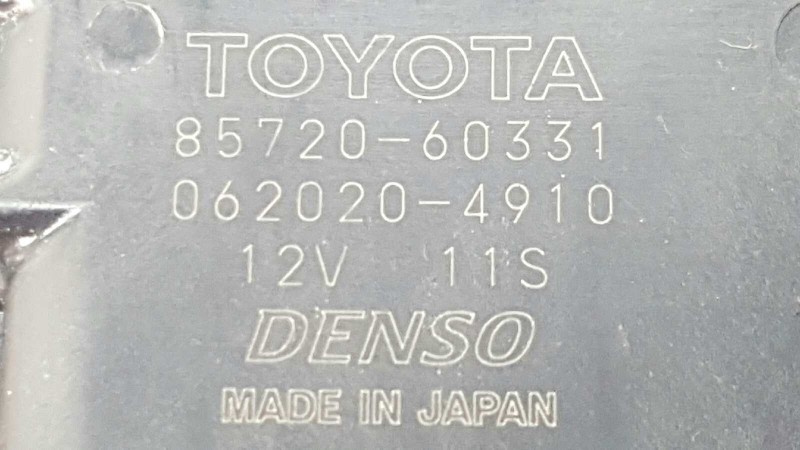 TOYOTA
85720-60331
062020-4910
12V 11S
DENSO
MADE IN JAPAN